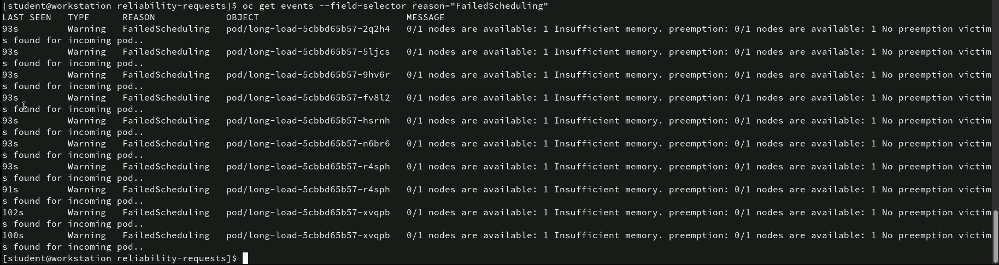 [student@workstation reliability-requests]$ oc get events --field-selector reason="FailedScheduling"
LAST SEEN   TYPE      REASON             OBJECT                           MESSAGE
93s         Warning   FailedScheduling   pod/long-load-5cbbd65b57-2q2h4   0/1 nodes are available: 1 Insufficient memory. preemption: 0/1 nodes are available: 1 No preemption victim
s found for incoming pod..
93s         Warning   FailedScheduling   pod/long-load-5cbbd65b57-5ljcs   0/1 nodes are available: 1 Insufficient memory. preemption: 0/1 nodes are available: 1 No preemption victim
s found for incoming pod..
93s         Warning   FailedScheduling   pod/long-load-5cbbd65b57-9hv6r   0/1 nodes are available: 1 Insufficient memory. preemption: 0/1 nodes are available: 1 No preemption victim
s found for incoming pod..
93s         Warning   FailedScheduling   pod/long-load-5cbbd65b57-fv8l2   0/1 nodes are available: 1 Insufficient memory. preemption: 0/1 nodes are available: 1 No preemption victim
s found for incoming pod..
93s         Warning   FailedScheduling   pod/long-load-5cbbd65b57-hsrnh   0/1 nodes are available: 1 Insufficient memory. preemption: 0/1 nodes are available: 1 No preemption victim
s found for incoming pod..
93s         Warning   FailedScheduling   pod/long-load-5cbbd65b57-n6br6   0/1 nodes are available: 1 Insufficient memory. preemption: 0/1 nodes are available: 1 No preemption victim
s found for incoming pod..
93s         Warning   FailedScheduling   pod/long-load-5cbbd65b57-r4sph   0/1 nodes are available: 1 Insufficient memory. preemption: 0/1 nodes are available: 1 No preemption victim
s found for incoming pod..
91s         Warning   FailedScheduling   pod/long-load-5cbbd65b57-r4sph   0/1 nodes are available: 1 Insufficient memory. preemption: 0/1 nodes are available: 1 No preemption victim
s found for incoming pod..
102s        Warning   FailedScheduling   pod/long-load-5cbbd65b57-xvqpb   0/1 nodes are available: 1 Insufficient memory. preemption: 0/1 nodes are available: 1 No preemption victim
s found for incoming pod..
100s        Warning   FailedScheduling   pod/long-load-5cbbd65b57-xvqpb   0/1 nodes are available: 1 Insufficient memory. preemption: 0/1 nodes are available: 1 No preemption victim
s found for incoming pod..
[student@workstation reliability-requests]$